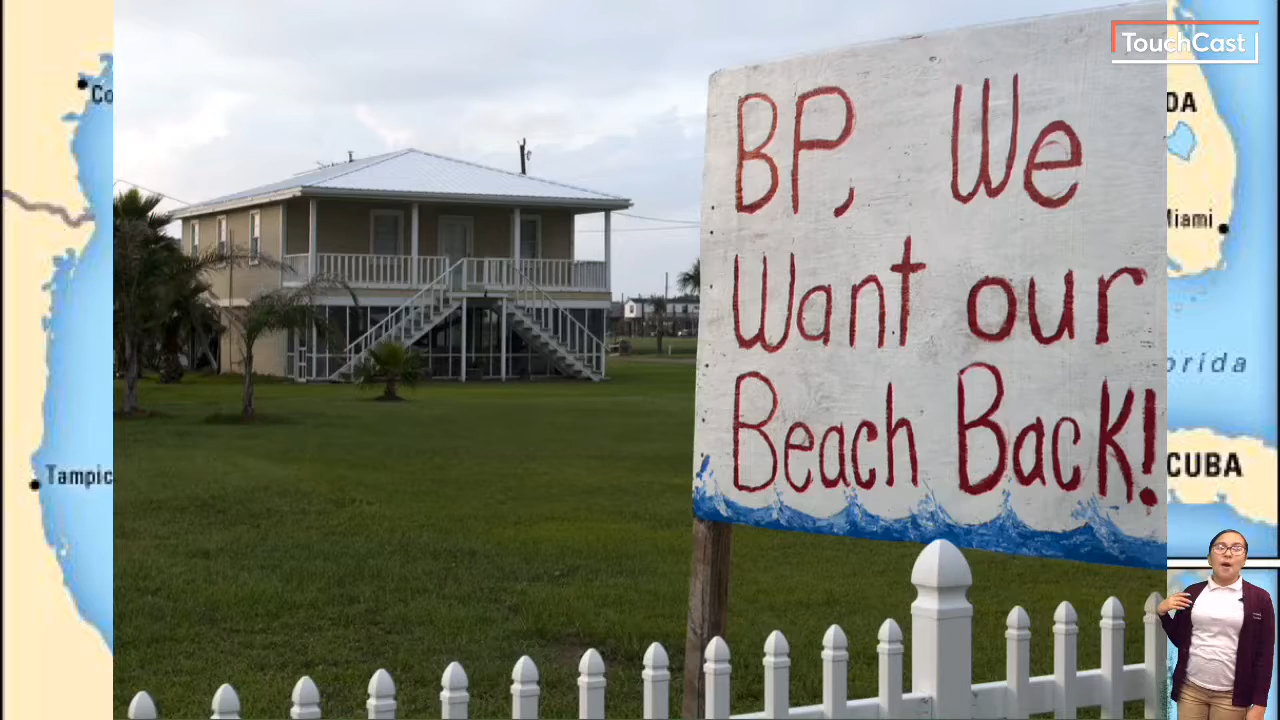 TouchCast
BP, We
Want our
Beach Back!
Co
Tampic
DA
Miami
orida
CUBA